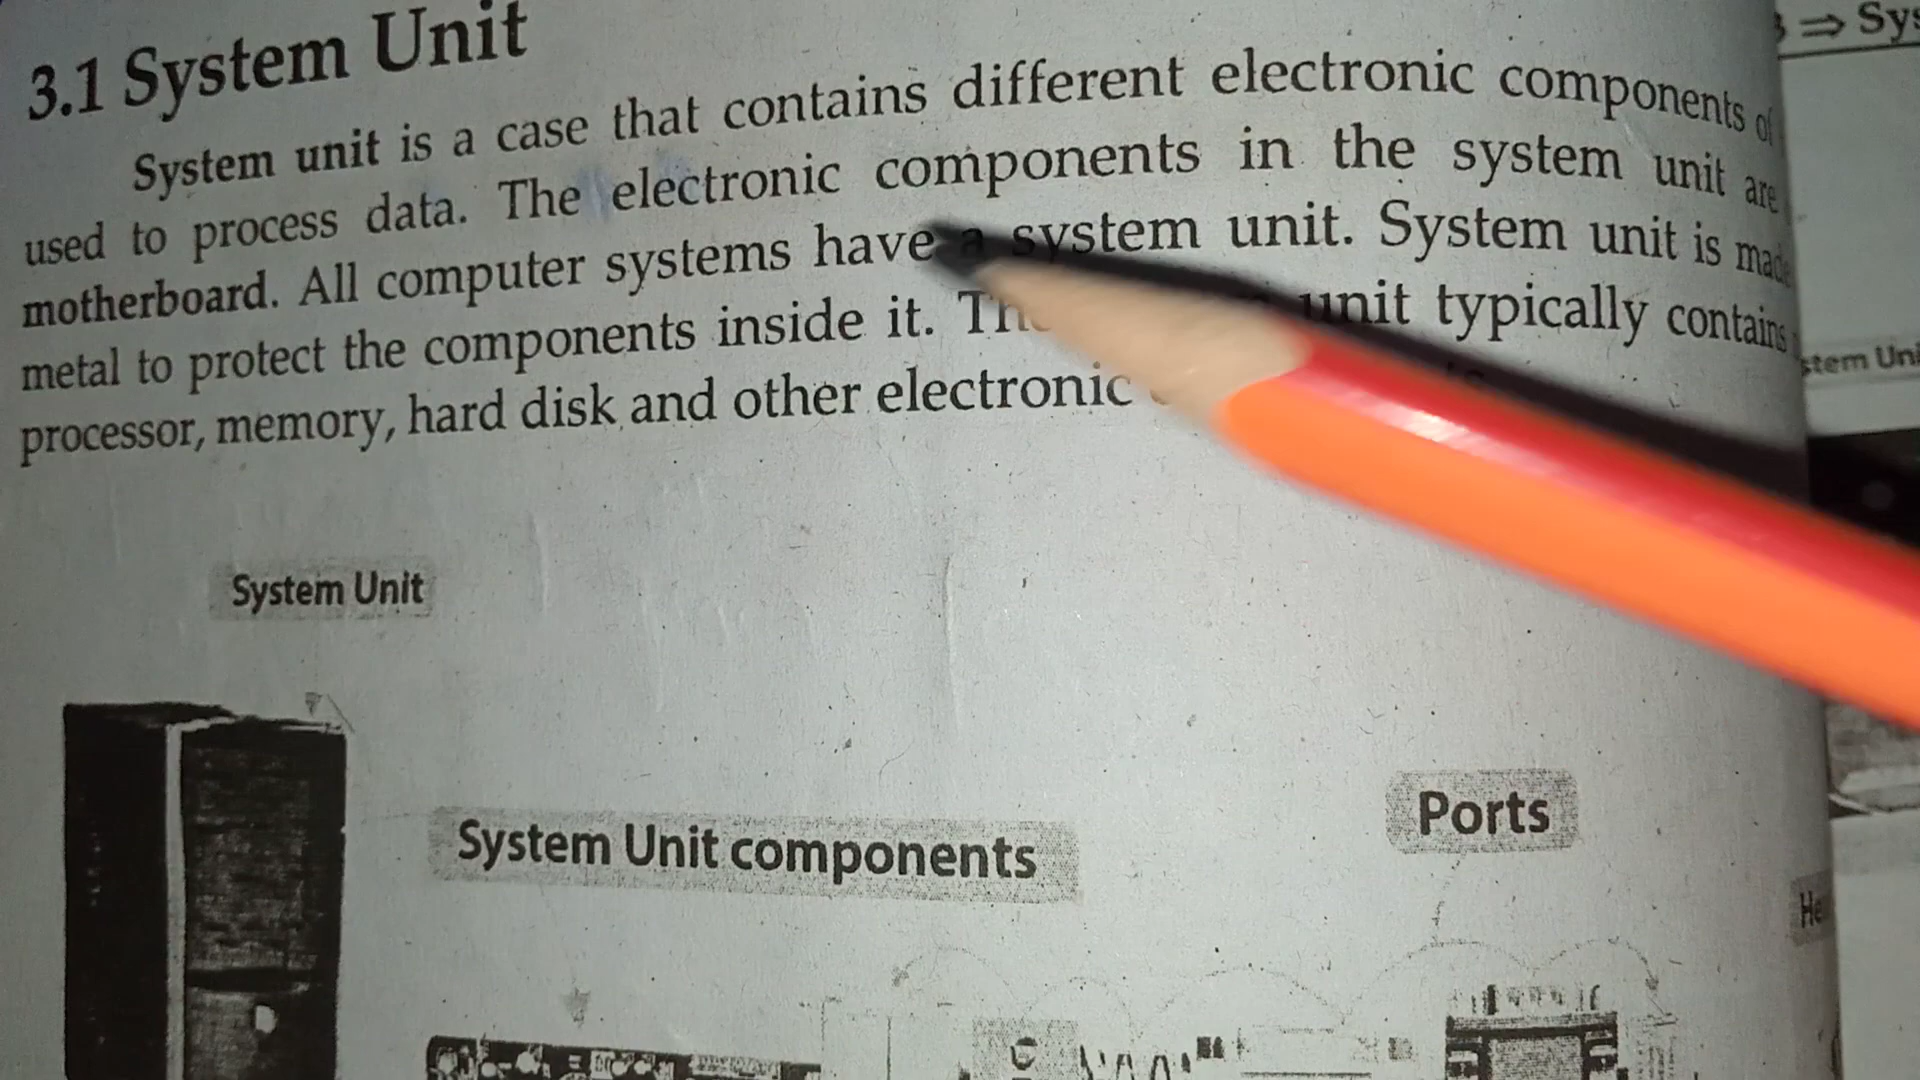 3.1 System Unit
System unit is a case that contains different electronic components of
used to process data. The electronic components in the system unit are
motherboard. All computer systems have a system unit. System unit is made
metal to protect the components inside it. unit typically contains
processor, memory, hard disk and other electronic
System Unit
System Unit components
Ports